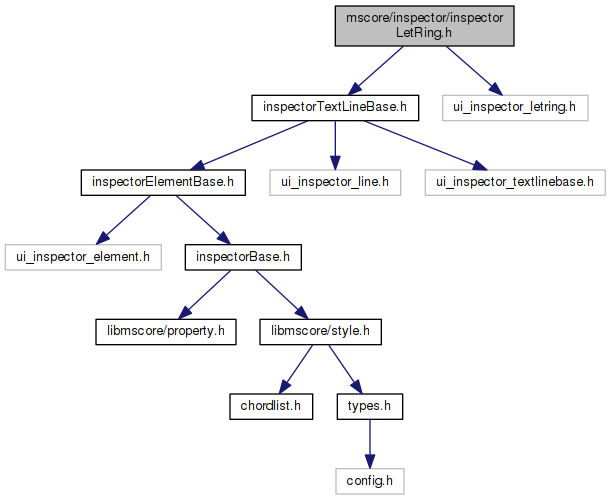 mscore/inspector/inspector
LetRing.h
inspectorTextLineBase.h
ui_inspector_letring.h
inspectorElementBase.h
ui_inspector_line.h
ui_inspector_textlinebase.h
ui_inspector_element.h
inspectorBase.h
libmscore/property.h
libmscore/style.h
chordlist.h
types.h
config.h